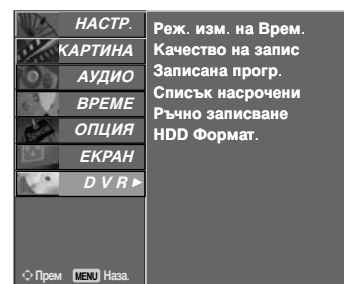 НАСТР.
КАРТИНА
АУДИО
ВРЕМЕ
ОПЦИЯ
ЕКРАН
D V R ►
Реж. изм. на Врем.
Качество на запис
Записана прогр.
Списък насрочени
Ръчно записване
HDD Формат.
Прем MENU Наза.